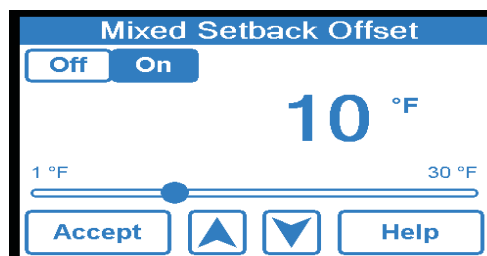 Mixed Setback Offset
Off On
10 °F
1 °F 30 °F
Accept Help